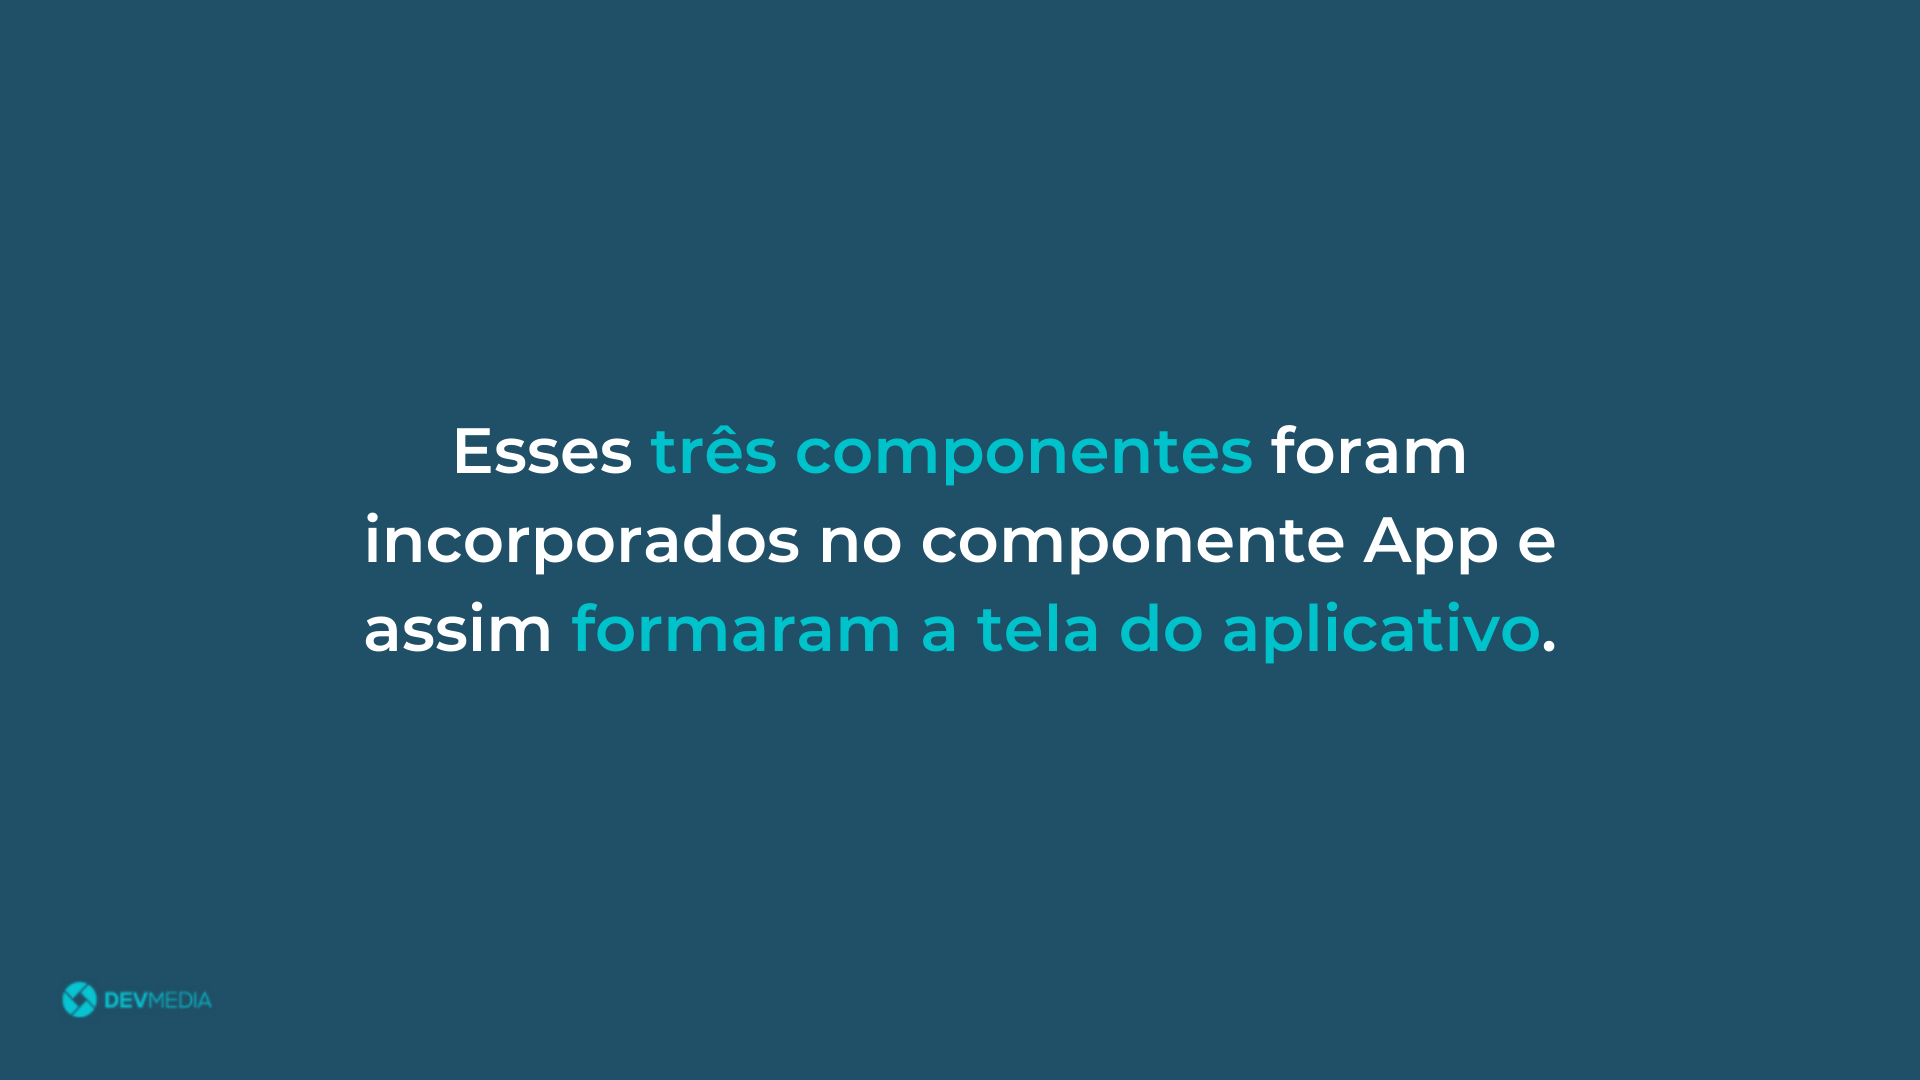 Esses três componentes foram
incorporados no componente App e
assim formaram a tela do aplicativo.
DEVMEDIA